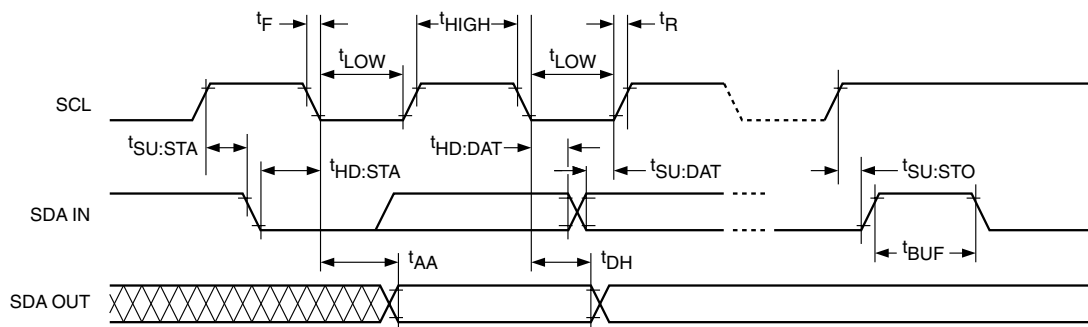 tF
tHIGH
tR
tLOW
tLOW
SCL
tSU:STA
tHD:STA
tHD:DAT
tSU:DAT
tSU:STO
SDA IN
tBUF
tAA
tDH
SDA OUT